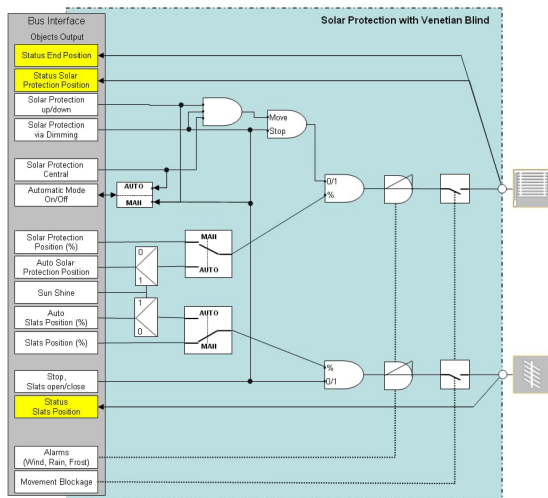 Solar Protection with Venetian Blind
Bus Interface
Objects Output
Status End Position
Status Solar
Protection Position
Solar Protection
up/down
Solar Protection
via Dimming
Solar Protection
Central
Automatic Mode
On/Off
Solar Protection
Position (%)
Auto Solar
Protection Position
Sun Shine
Auto
Slats Position (%)
Slats Position (%)
Stop,
Slats open/close
Status
Slats Position
Alarms
(Wind, Rain, Frost)
Movement Blockage
AUTO
MAN
Move
Stop
0/1
%
MAN
AUTO
0
1
1
0
AUTO
MAN
%
0/1